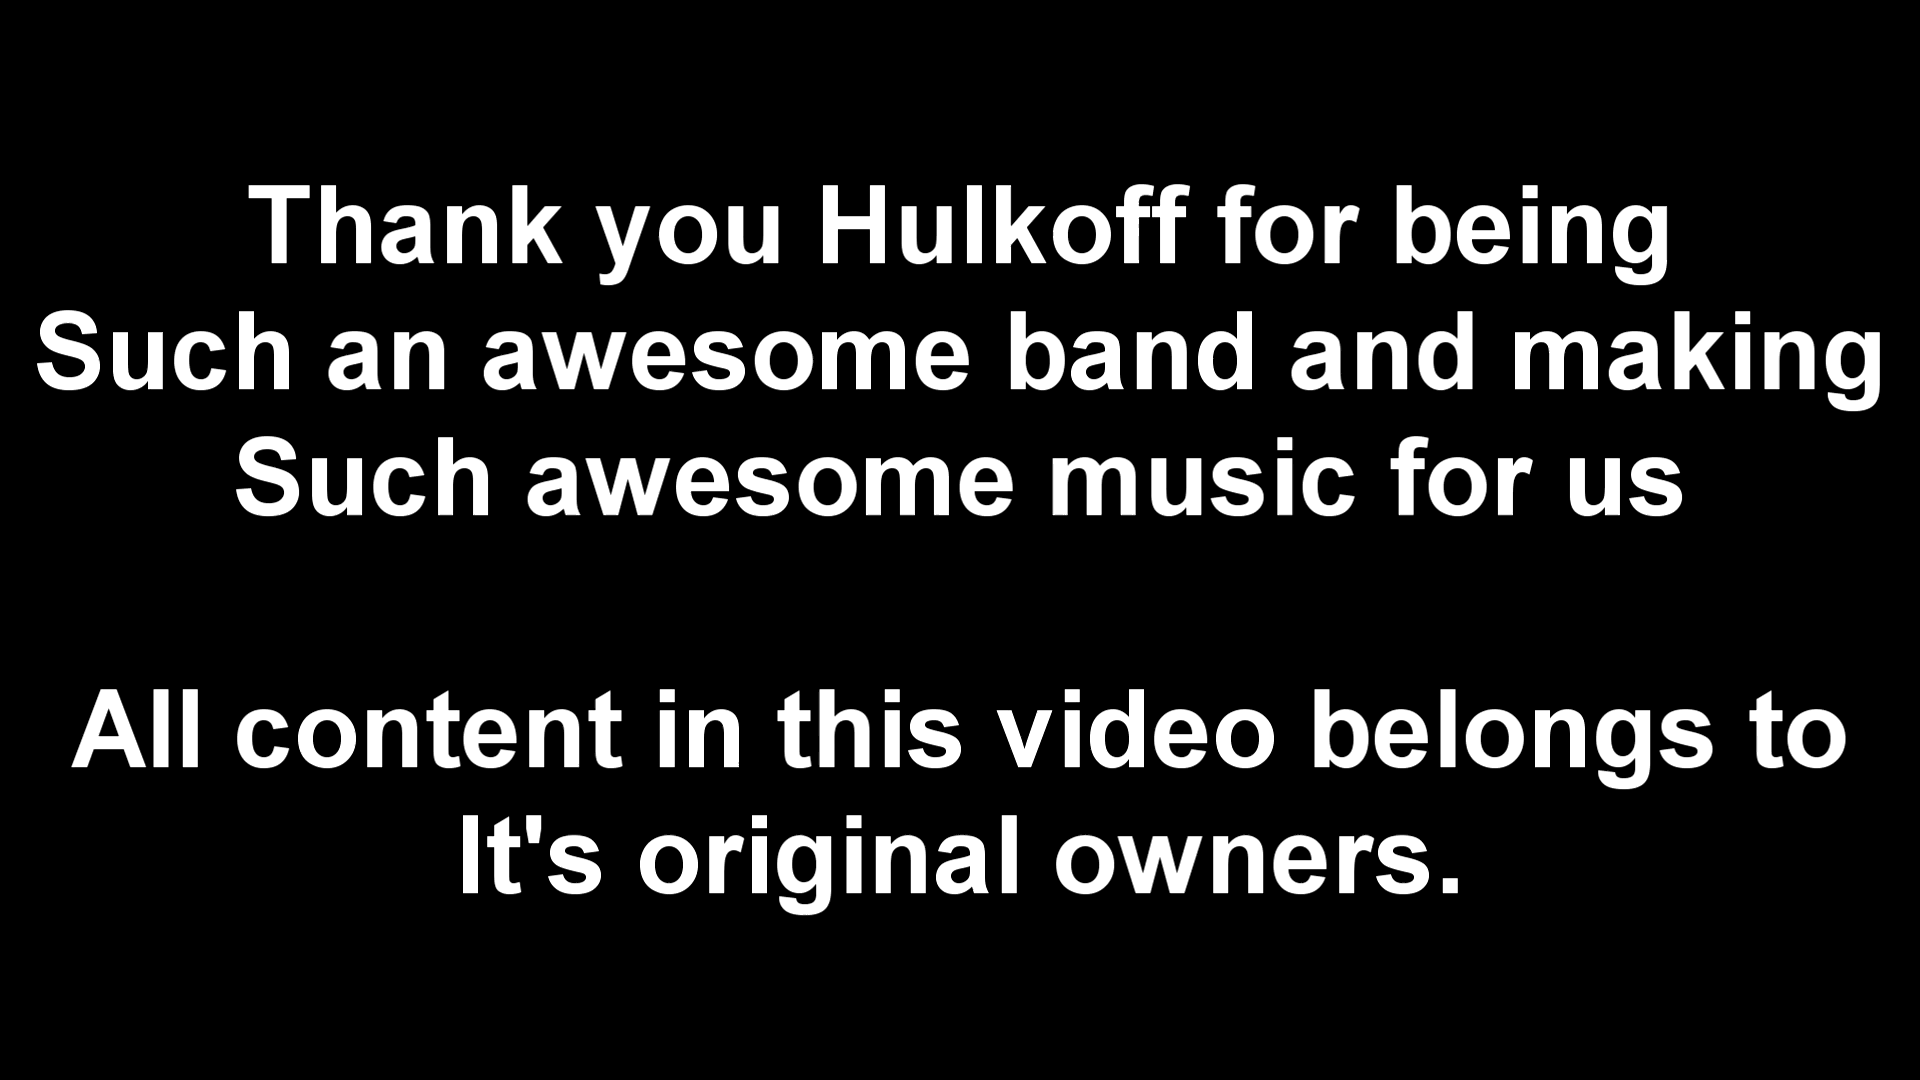 Thank you Hulkoff for being
Such an awesome band and making
Such awesome music for us
All content in this video belongs to
It's original owners.